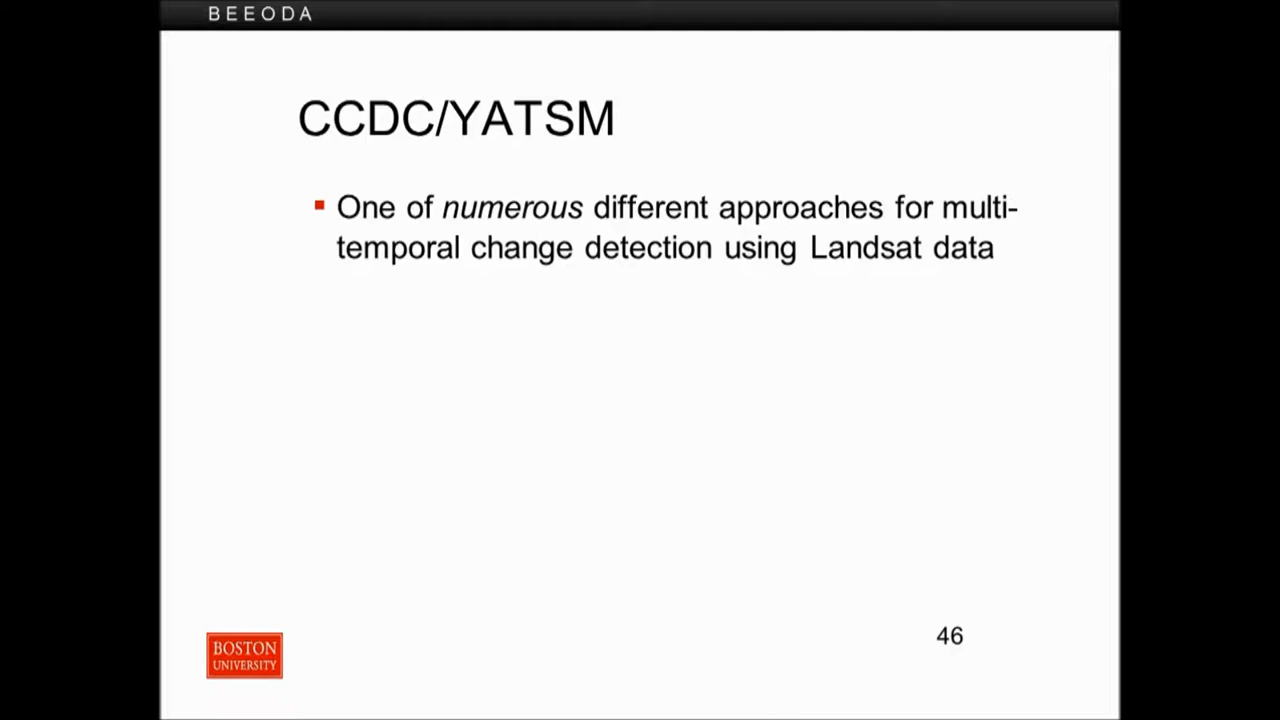 BEEODA
CCDC/YATSM
▪ One of numerous different approaches for multi-
temporal change detection using Landsat data
BOSTON
UNIVERSITY
46